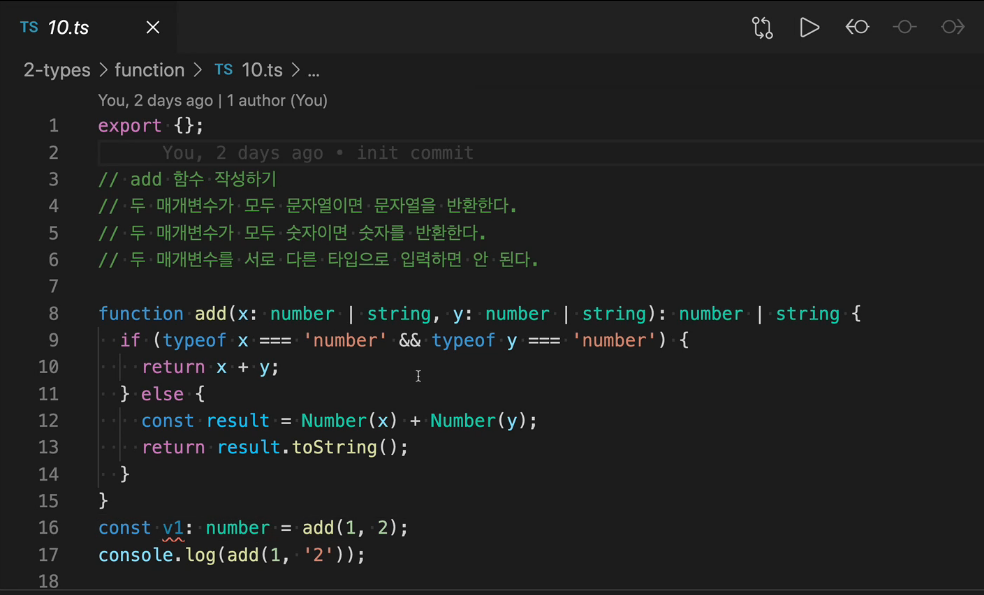 TS 10.ts
2-types > function > TS 10.ts > ...
You, 2 days ago | 1 author (You)
1 export {};
2 You, 2 days ago • init commit
3 // add 함수 작성하기
4 // 두 매개변수가 모두 문자열이면 문자열을 반환한다.
5 // 두 매개변수가 모두 숫자이면 숫자를 반환한다.
6 // 두 매개변수를 서로 다른 타입으로 입력하면 안 된다.
7
8 function add(x: number | string, y: number | string): number | string {
9   if (typeof x === 'number' && typeof y === 'number') {
10     return x + y;
11   } else {
12     const result = Number(x) + Number(y);
13     return result.toString();
14   }
15 }
16 const v1: number = add(1, 2);
17 console.log(add(1, '2'));
18